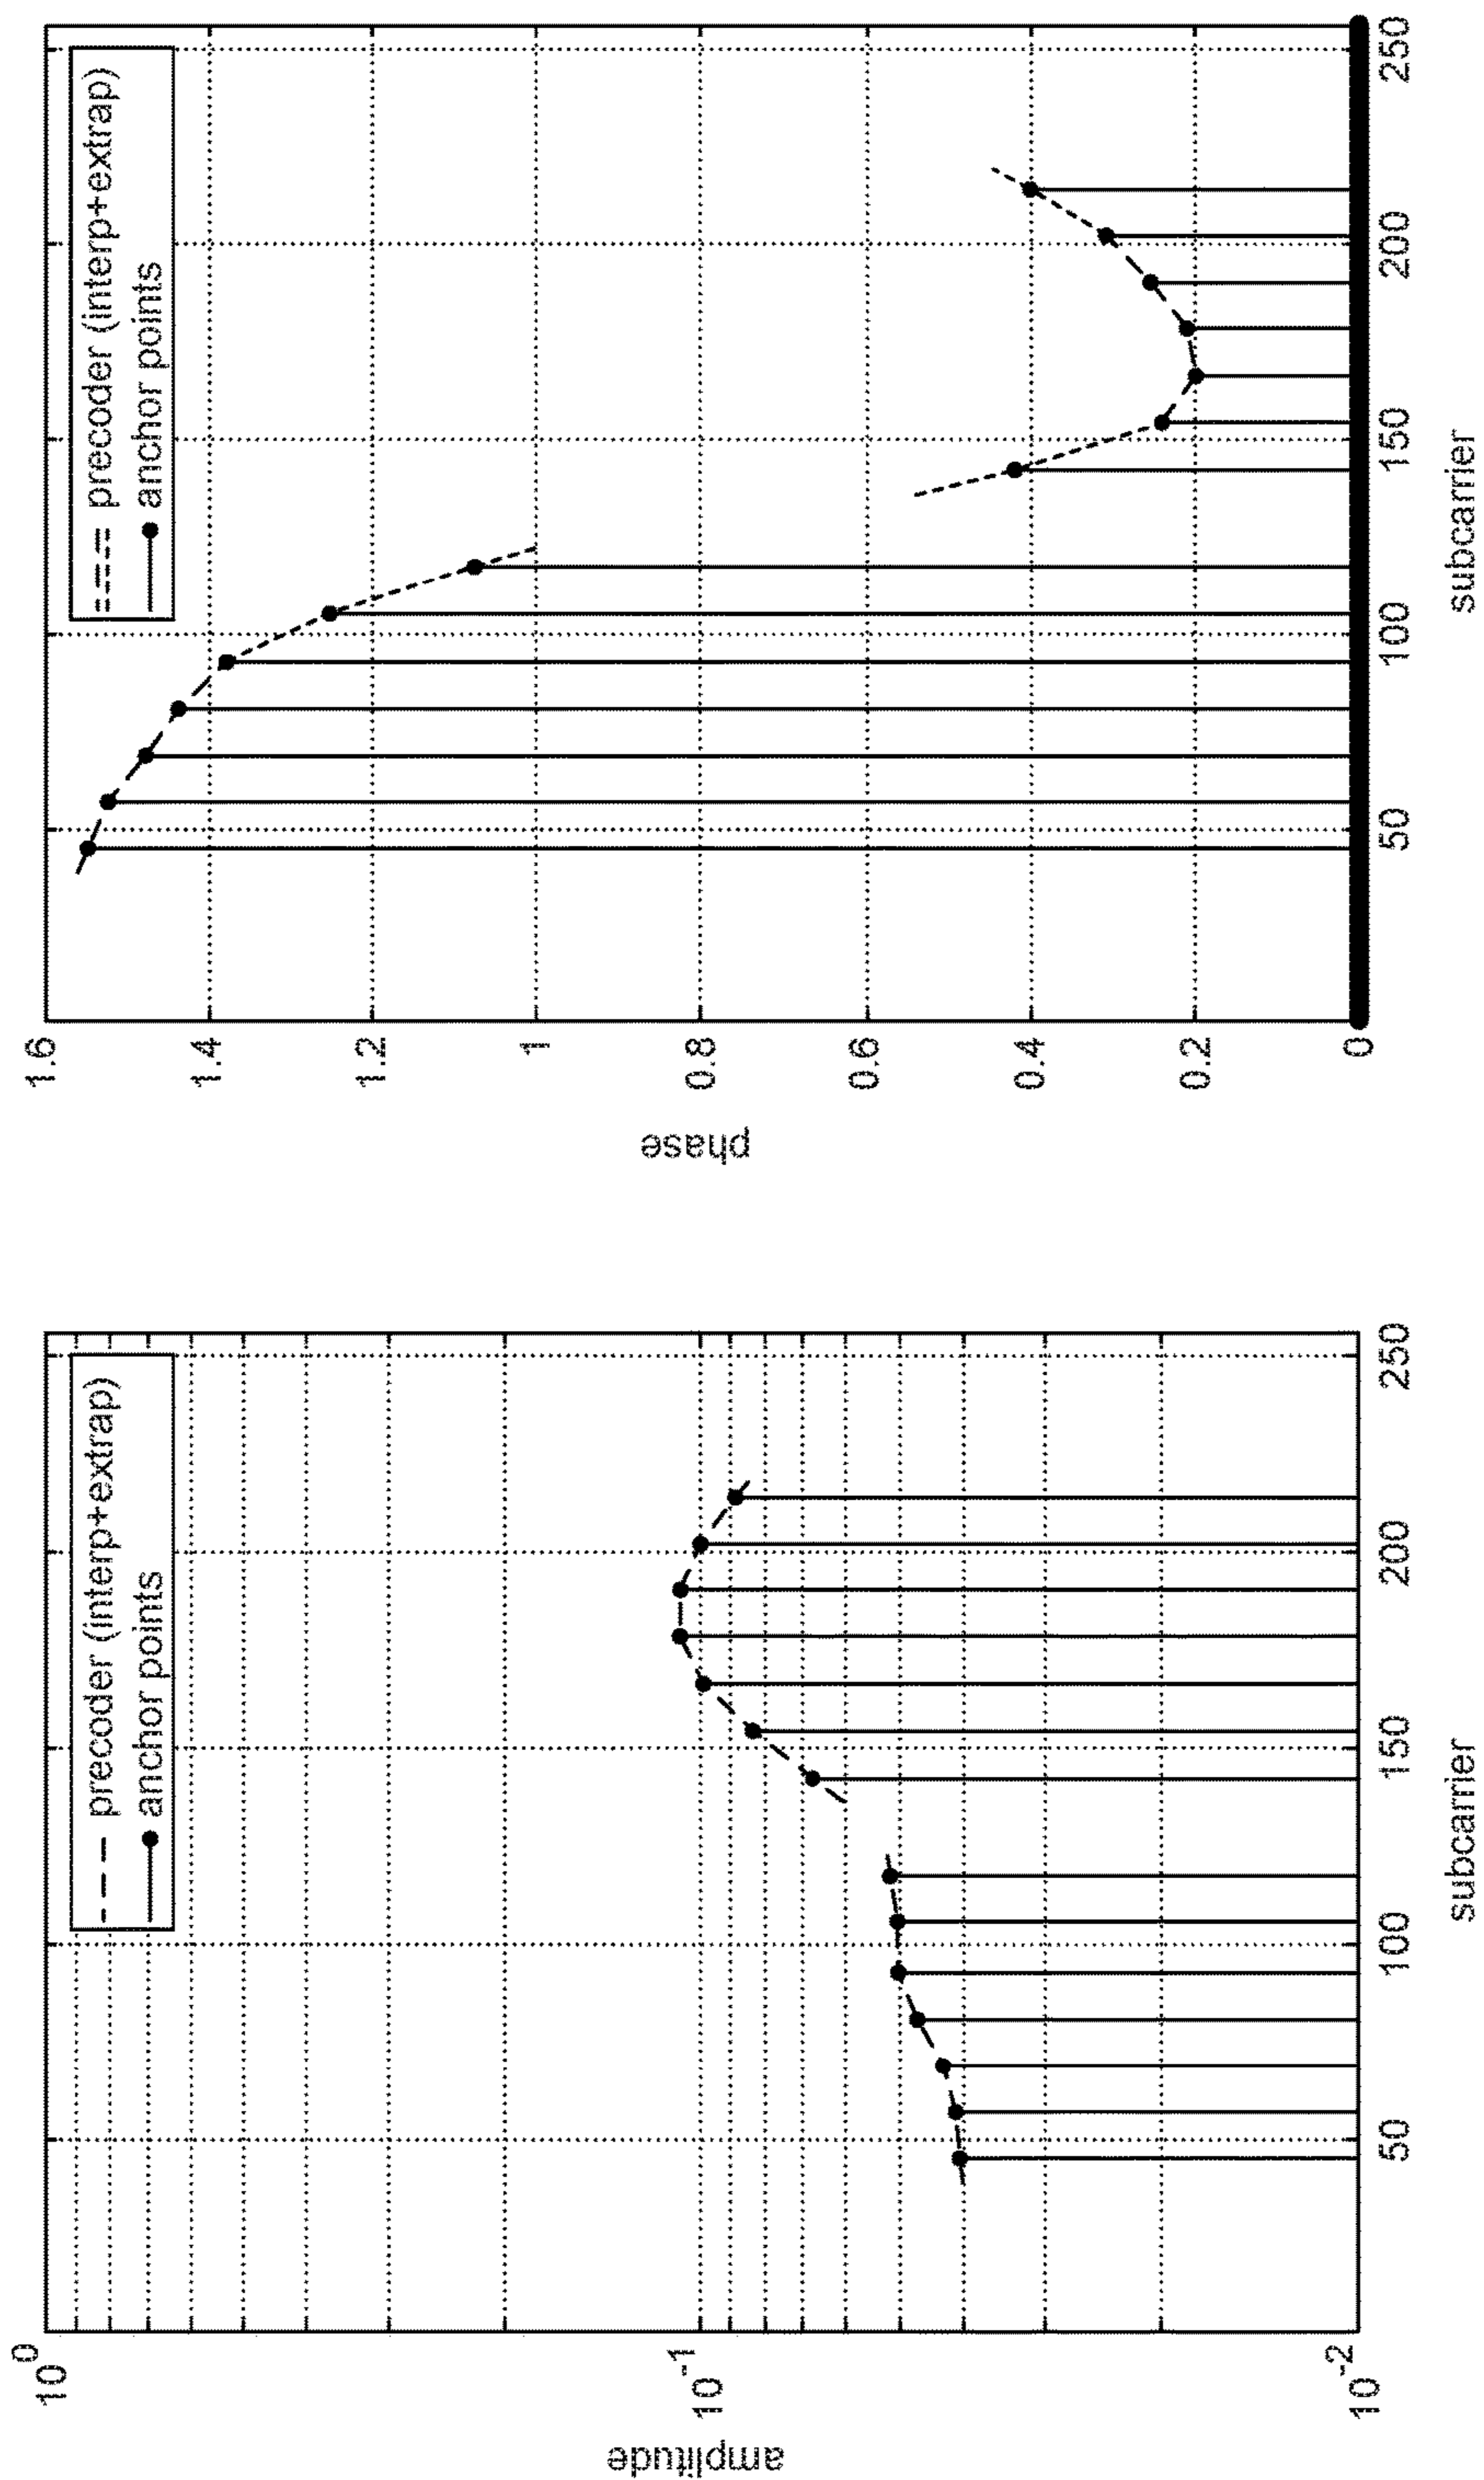 precoder (interp+extrap)
anchor points
10^0
10^-1
10^-2
amplitude
50
100
150
200
250
subcarrier
precoder (interp+extrap)
anchor points
1.6
1.4
1.2
1
0.8
0.6
0.4
0.2
0
phase
50
100
150
200
250
subcarrier